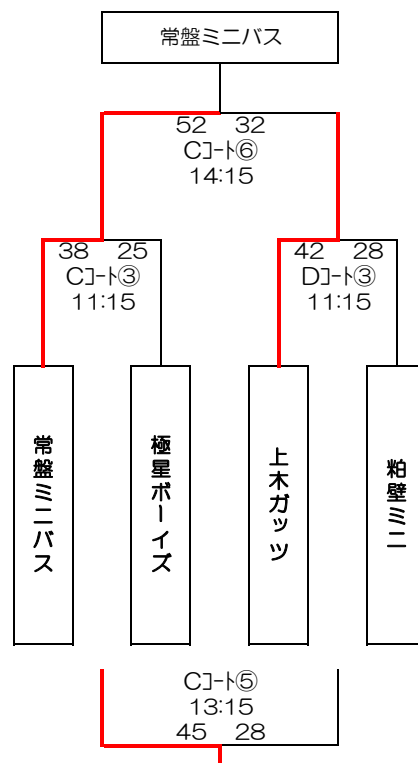 常盤ミニバス
52 32
Cｺｰﾄ⑥
14:15
38 25
Cｺｰﾄ③
11:15
42 28
Dｺｰﾄ③
11:15
常盤ミニバス
極星ボーイズ
上木ガッツ
粕壁ミニ
Cｺｰﾄ⑤
13:15
45 28